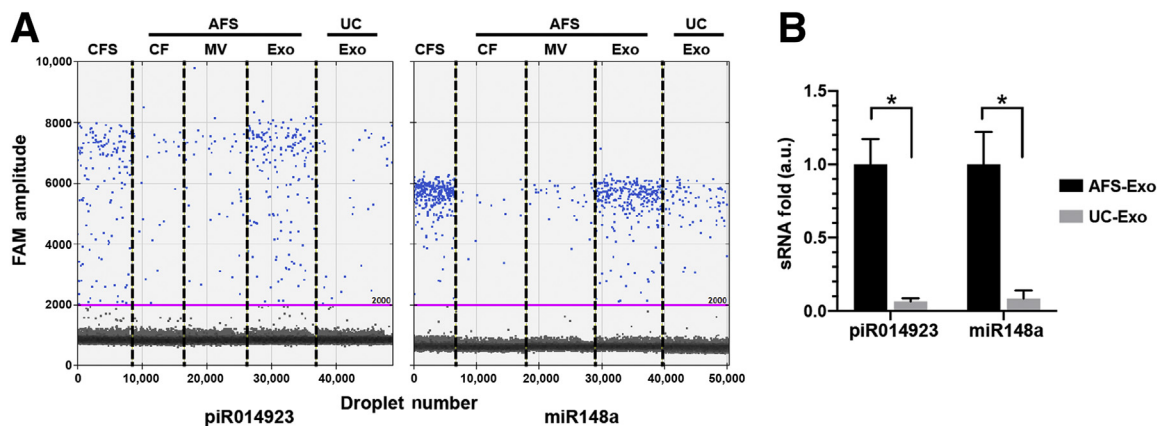 A
AFS UC AFS UC
CFS CF MV Exo Exo CFS CF MV Exo Exo
FAM amplitude
10,000
8000
6000
4000
2000
0
2000 2000
0 10,000 20,000 30,000 40,000 0 10,000 20,000 30,000 40,000 50,000
Droplet number
piR014923 miR148a
B
sRNA fold (a.u.)
1.5
1.0
0.5
0.0
* *
piR014923 miR148a
AFS-Exo
UC-Exo